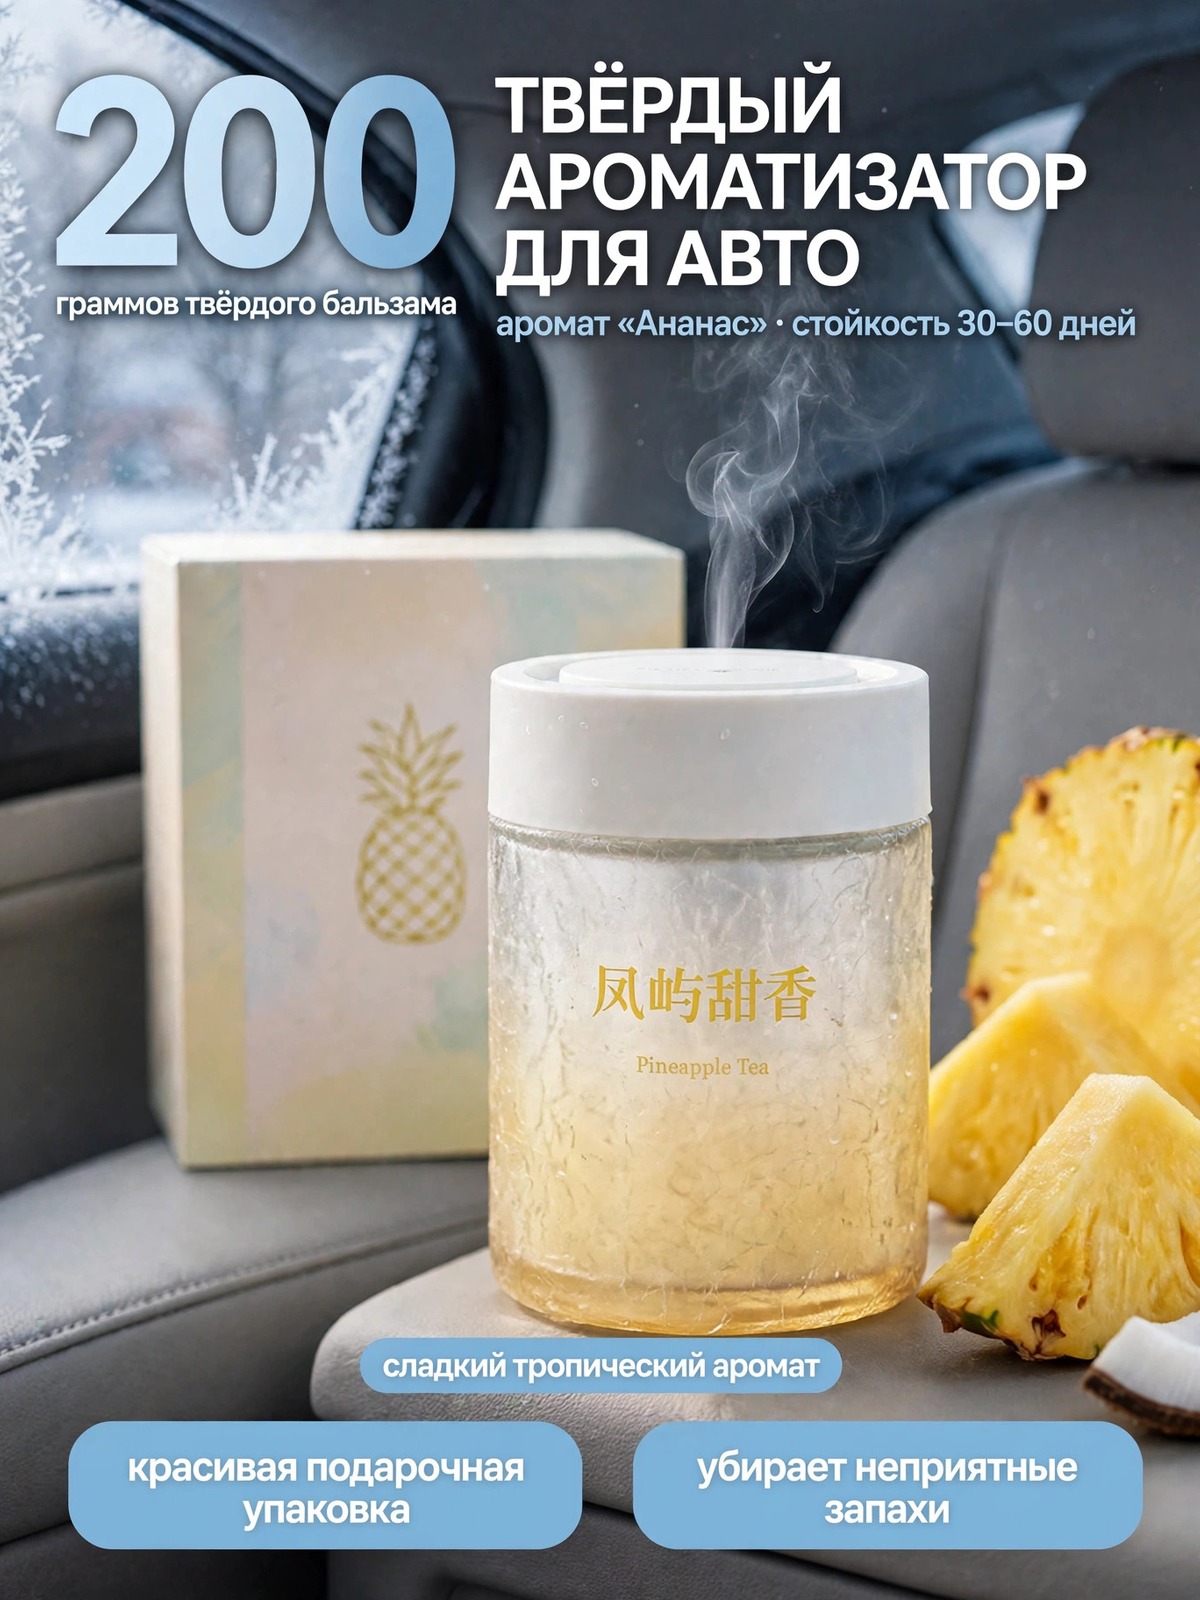 200
граммов твёрдого бальзама
ТВЁРДЫЙ
АРОМАТИЗАТОР
ДЛЯ АВТО
аромат «Ананас» · стойкость 30–60 дней
凤屿甜香
Pineapple Tea
сладкий тропический аромат
красивая подарочная
упаковка
убирает неприятные
запахи